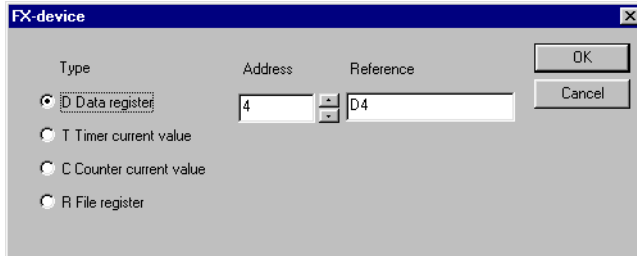 FX-device
Type Address Reference OK
D Data register 4 D4 Cancel
T Timer current value
C Counter current value
R File register